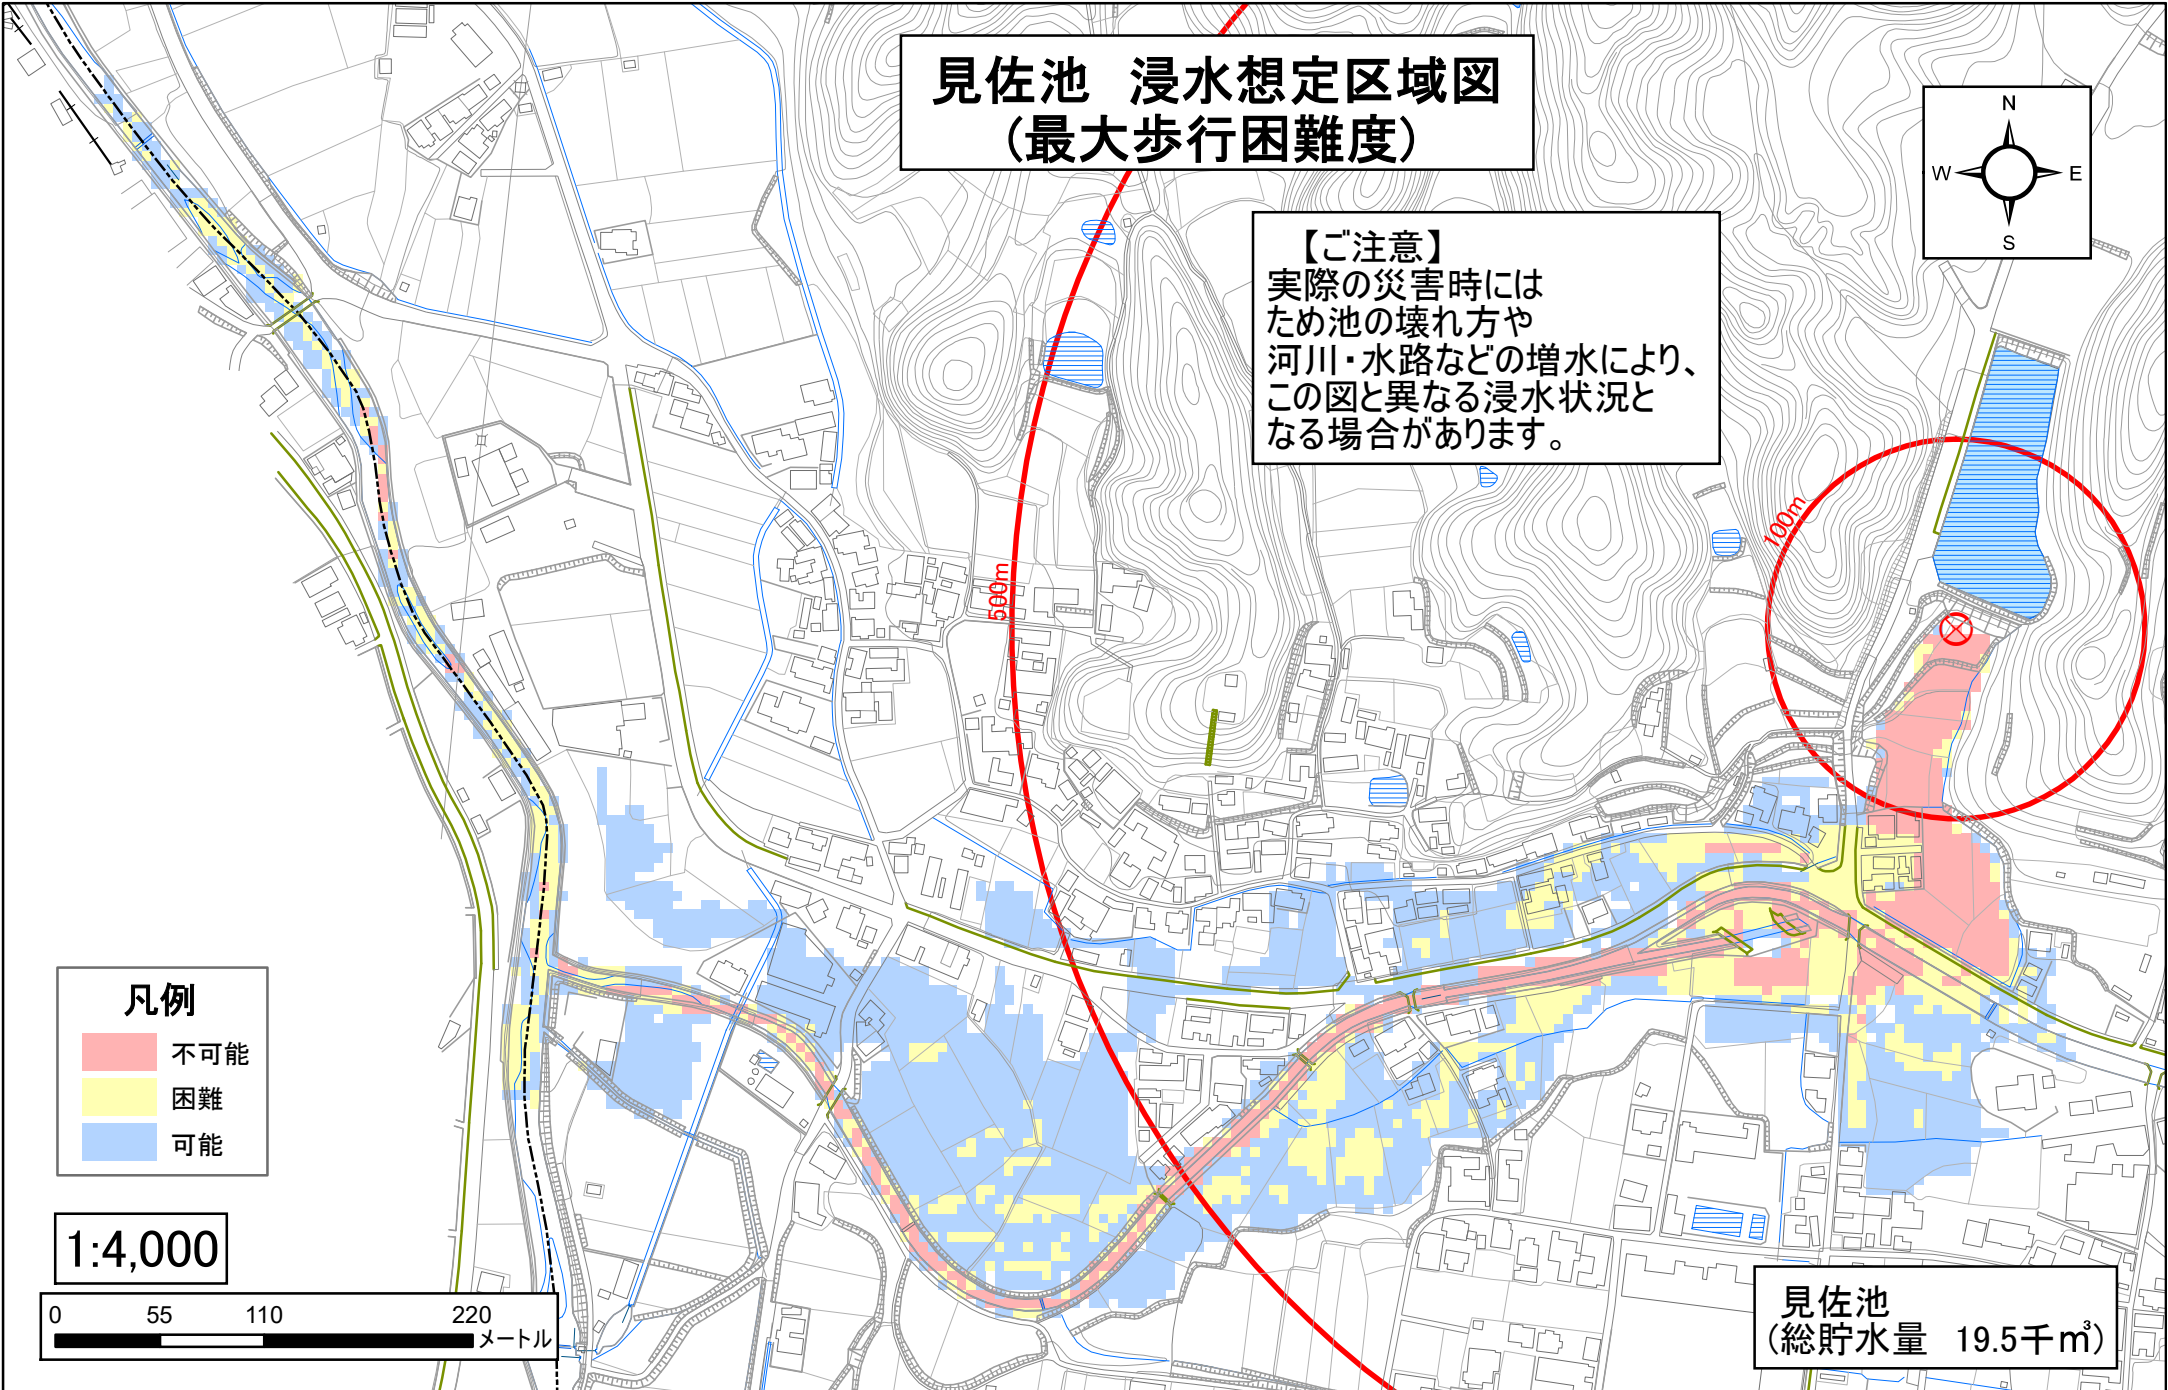 見佐池　浸水想定区域図
(最大歩行困難度)
N
W
E
S
【ご注意】
実際の災害時には
ため池の壊れ方や
河川・水路などの増水により、
この図と異なる浸水状況と
なる場合があります。
100m
500m
凡例
不可能
困難
可能
1:4,000
0 55 110 220
メートル
見佐池
(総貯水量　19.5千㎥)